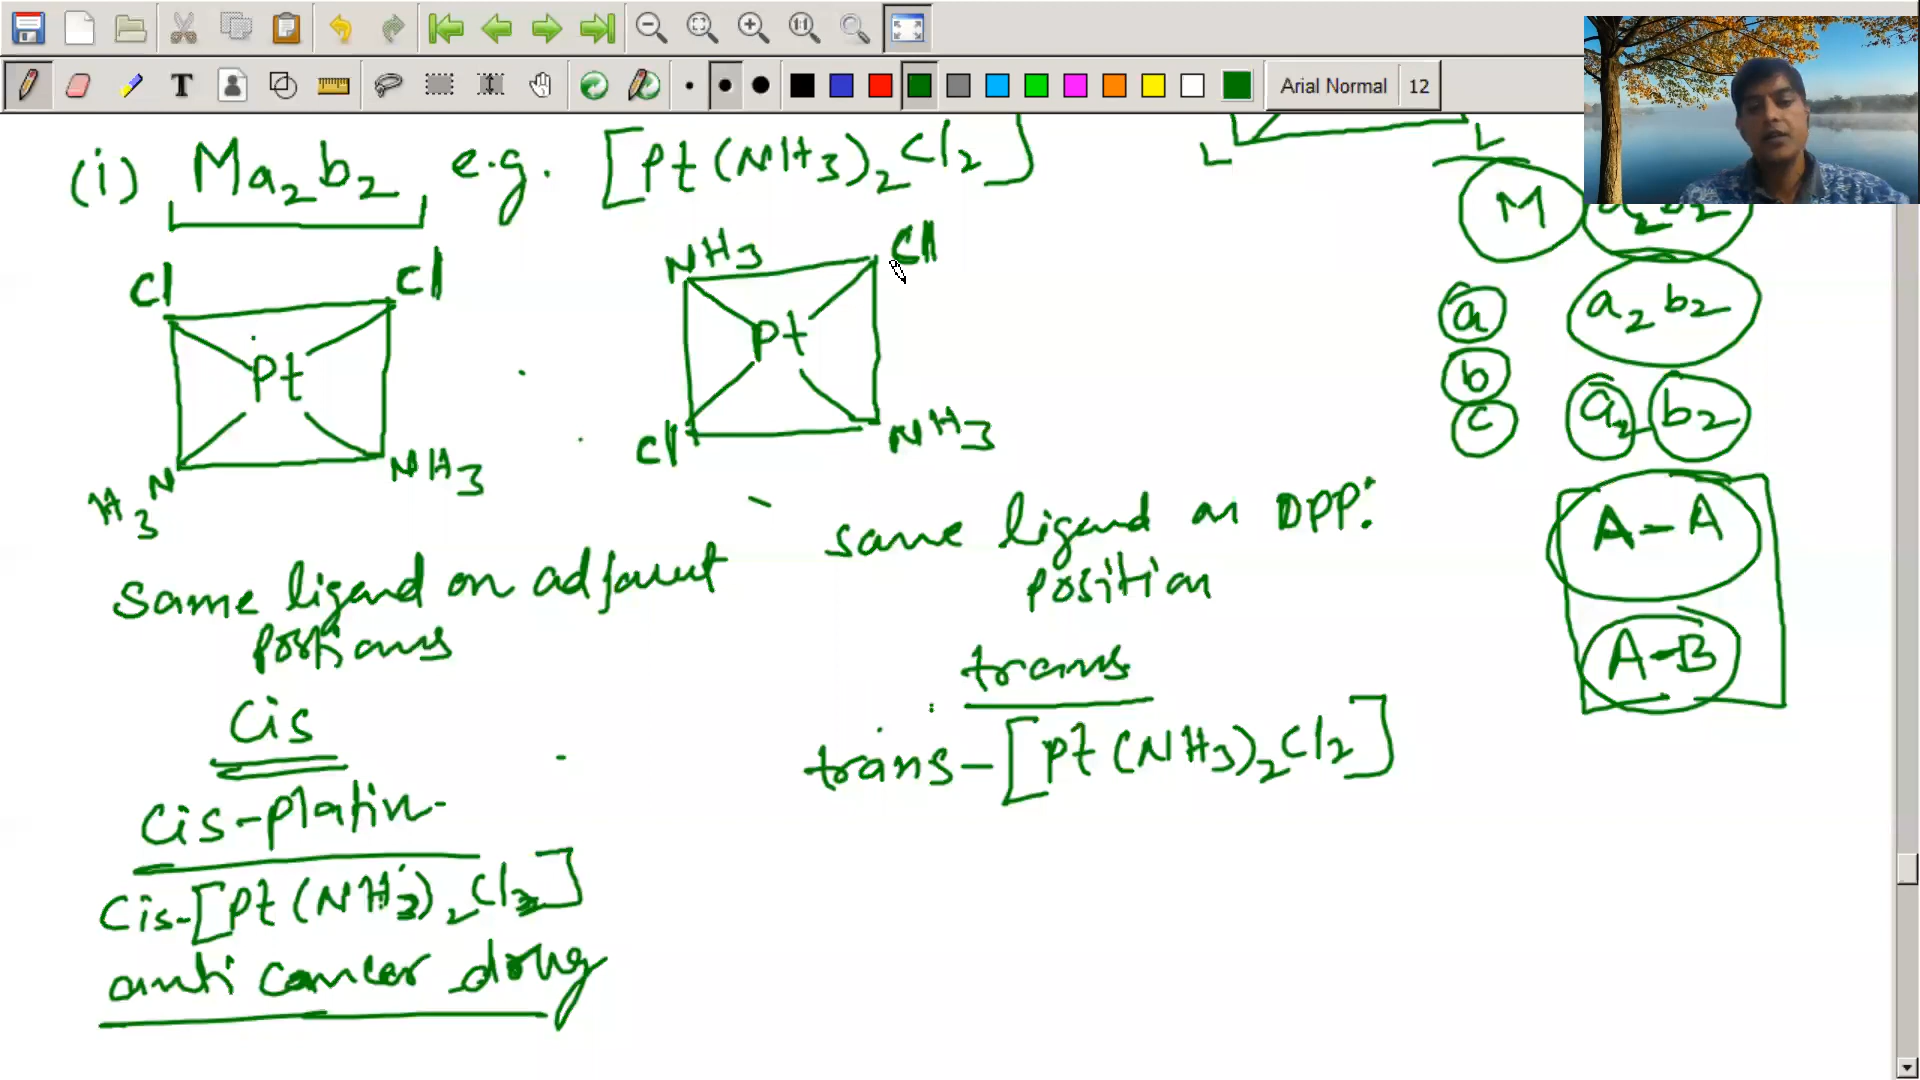 Arial Normal 12
(i) Ma2b2 e.g. [Pt(NH3)2Cl2]
L L
M a2b2
Cl Cl
Pt
H3N NH3
NH3 Cl
Pt
Cl NH3
a a2b2
b
c a2 b2
A-A
A-B
same ligand on adjacent
positions
Cis
Cis-platin-
Cis-[Pt(NH3)2Cl2]
anti cancer drug
same ligand on OPP:
position
trans
trans-[Pt(NH3)2Cl2]